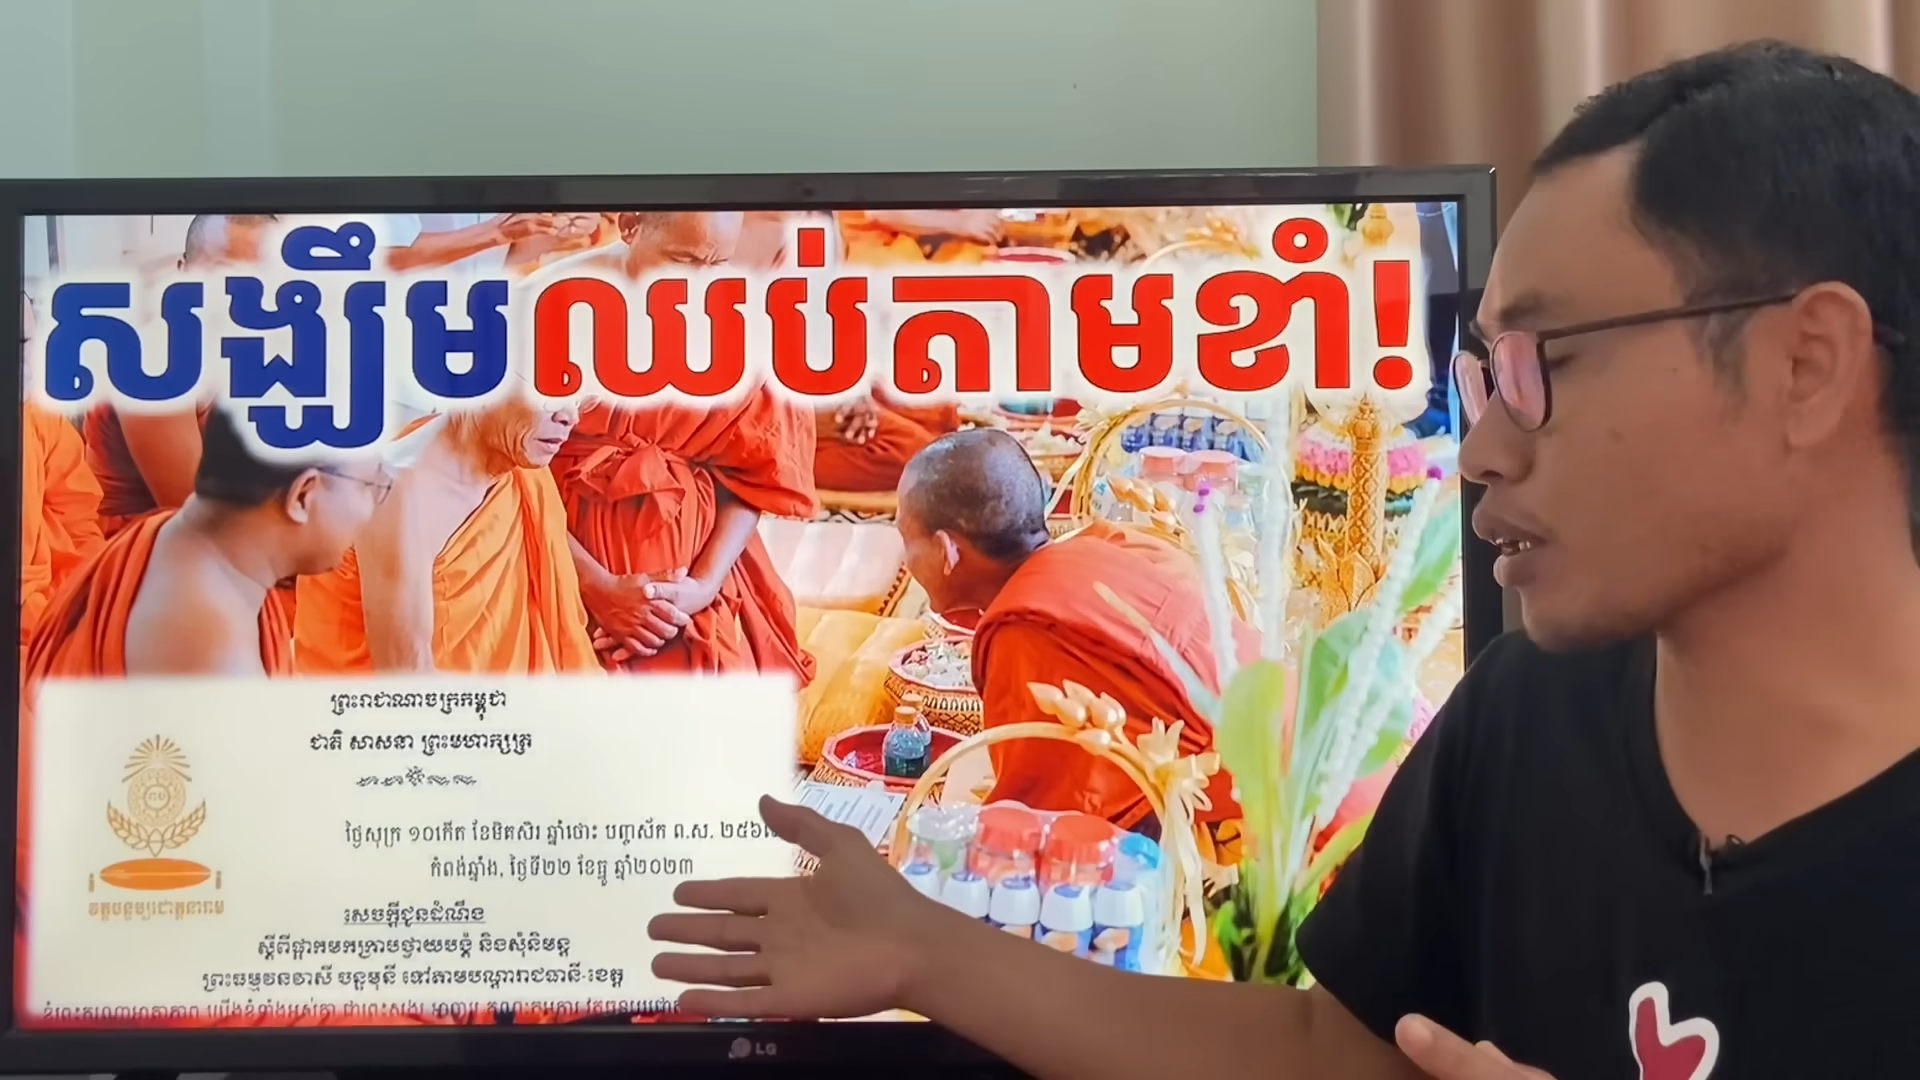 សង្ឃឹមឈប់តាមខាំ!
ព្រះរាជាណាចក្រកម្ពុជា
ជាតិ សាសនា ព្រះមហាក្សត្រ
ថ្ងៃសុក្រ ១០កើត ខែមិគសិរ ឆ្នាំថោះ បញ្ចស័ក ព.ស. ២៥៦
កំពង់ឆ្នាំង, ថ្ងៃទី២២ ខែធ្នូ ឆ្នាំ២០២៣
សេចក្តីជូនដំណឹង
ស្តីពីផ្អាកមកក្រាបថ្វាយបង្គំ និងសុំនិមន្ត
ព្រះធម្មវនវាសី ចន្ទមុនី ទៅតាមបណ្តារាជធានី-ខេត្ត
LG